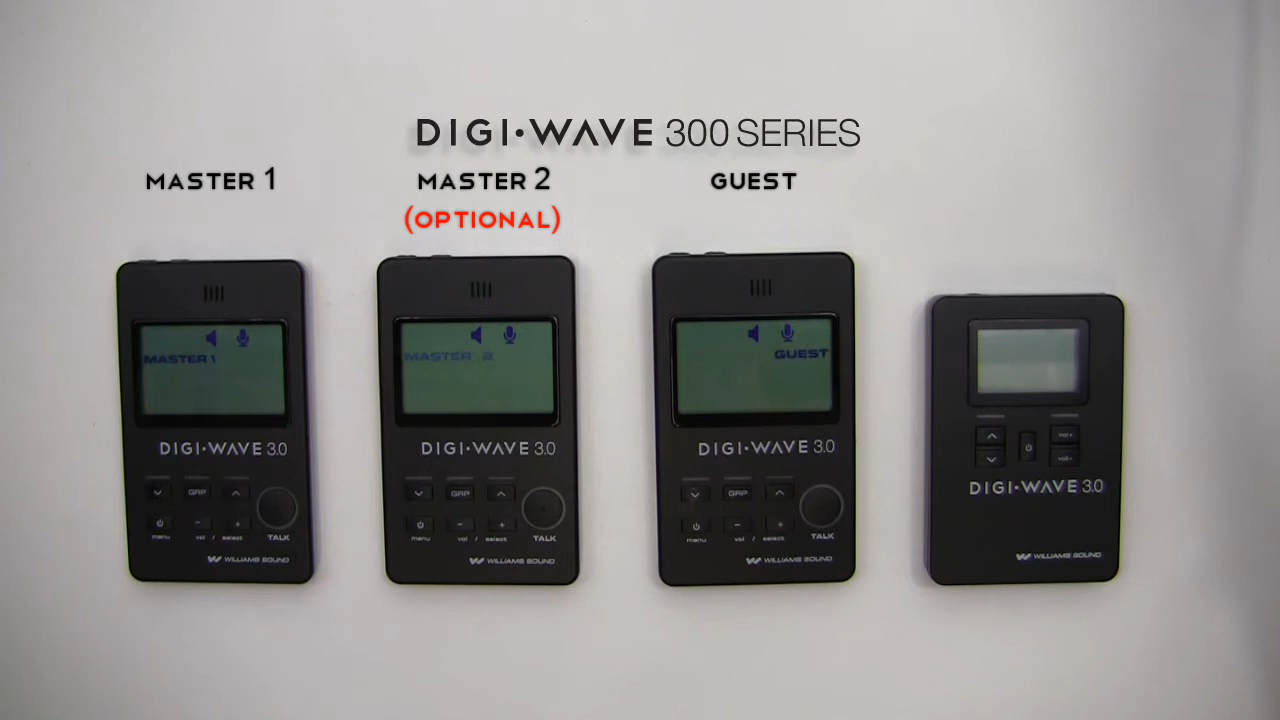 DIGI·WAVE 300 SERIES
MASTER 1
MASTER 2
(OPTIONAL)
GUEST
MASTER 1
DIGI·WAVE 3.0
GRP
menu
vol / select
TALK
WILLIAMS SOUND
MASTER 2
DIGI·WAVE 3.0
GRP
menu
vol / select
TALK
WILLIAMS SOUND
GUEST
DIGI·WAVE 3.0
GRP
menu
vol / select
TALK
WILLIAMS SOUND
vol+
vol-
DIGI·WAVE 3.0
WILLIAMS SOUND